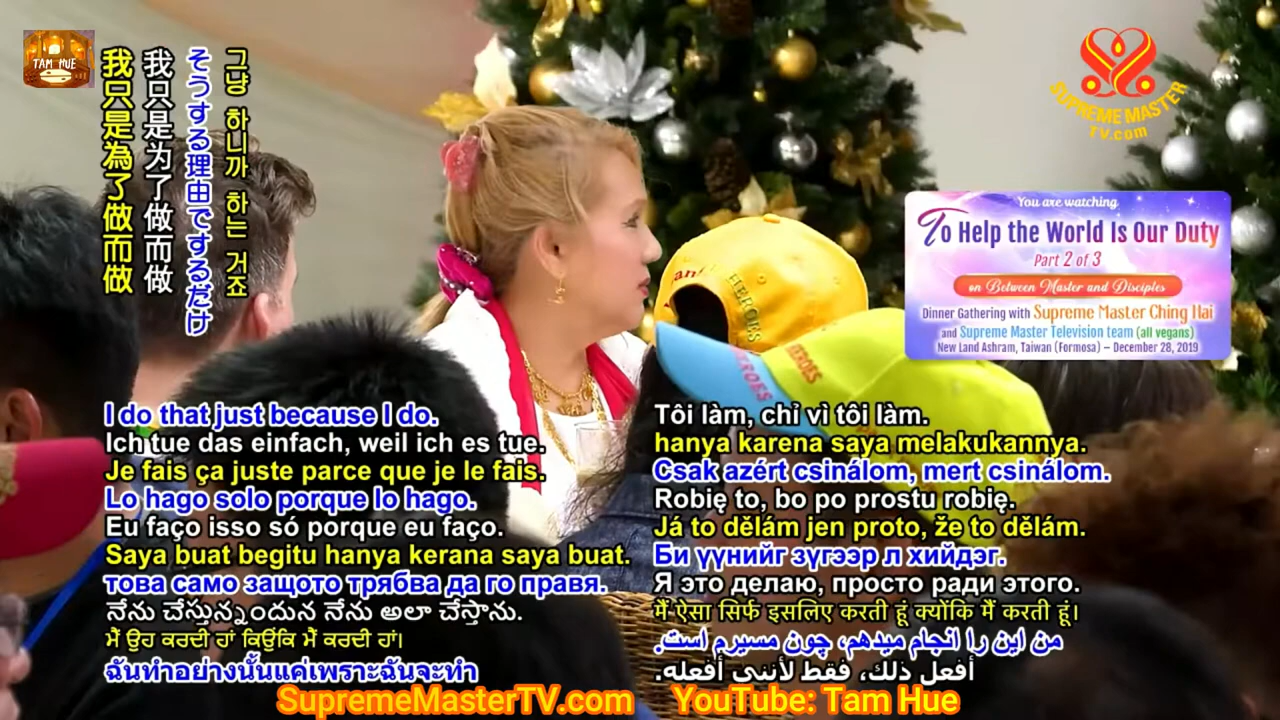 TAM HUE
我只是為了做而做
我只是为了做而做
そうする理由でするだけ
그냥 하니까 하는 거죠
SUPREME MASTER
TV.com
You are watching
To Help the World Is Our Duty
Part 2 of 3
on Between Master and Disciples
Dinner Gathering with Supreme Master Ching Hai
and Supreme Master Television team (all vegans)
New Land Ashram, Taiwan (Formosa) – December 28, 2019
HEROES
HEROES
HEROES
I do that just because I do.
Ich tue das einfach, weil ich es tue.
Je fais ça juste parce que je le fais.
Lo hago solo porque lo hago.
Eu faço isso só porque eu faço.
Saya buat begitu hanya kerana saya buat.
това само защото трябва да го правя.
నేను చేస్తున్నందున నేను అలా చేస్తాను.
ਮੈਂ ਉਹ ਕਰਦੀ ਹਾਂ ਕਿਉਂਕਿ ਮੈਂ ਕਰਦੀ ਹਾਂ।
ฉันทำอย่างนั้นแค่เพราะฉันจะทำ
Tôi làm, chỉ vì tôi làm.
hanya karena saya melakukannya.
Csak azért csinálom, mert csinálom.
Robię to, bo po prostu robię.
Já to dělám jen proto, že to dělám.
Би үүнийг зүгээр л хийдэг.
Я это делаю, просто ради этого.
मैं ऐसा सिर्फ इसलिए करती हूं क्योंकि मैं करती हूं।
من این را انجام میدهم، چون مسیرم است.
أفعل ذلك، فقط لأنني أفعله.
SupremeMasterTV.com YouTube: Tam Hue